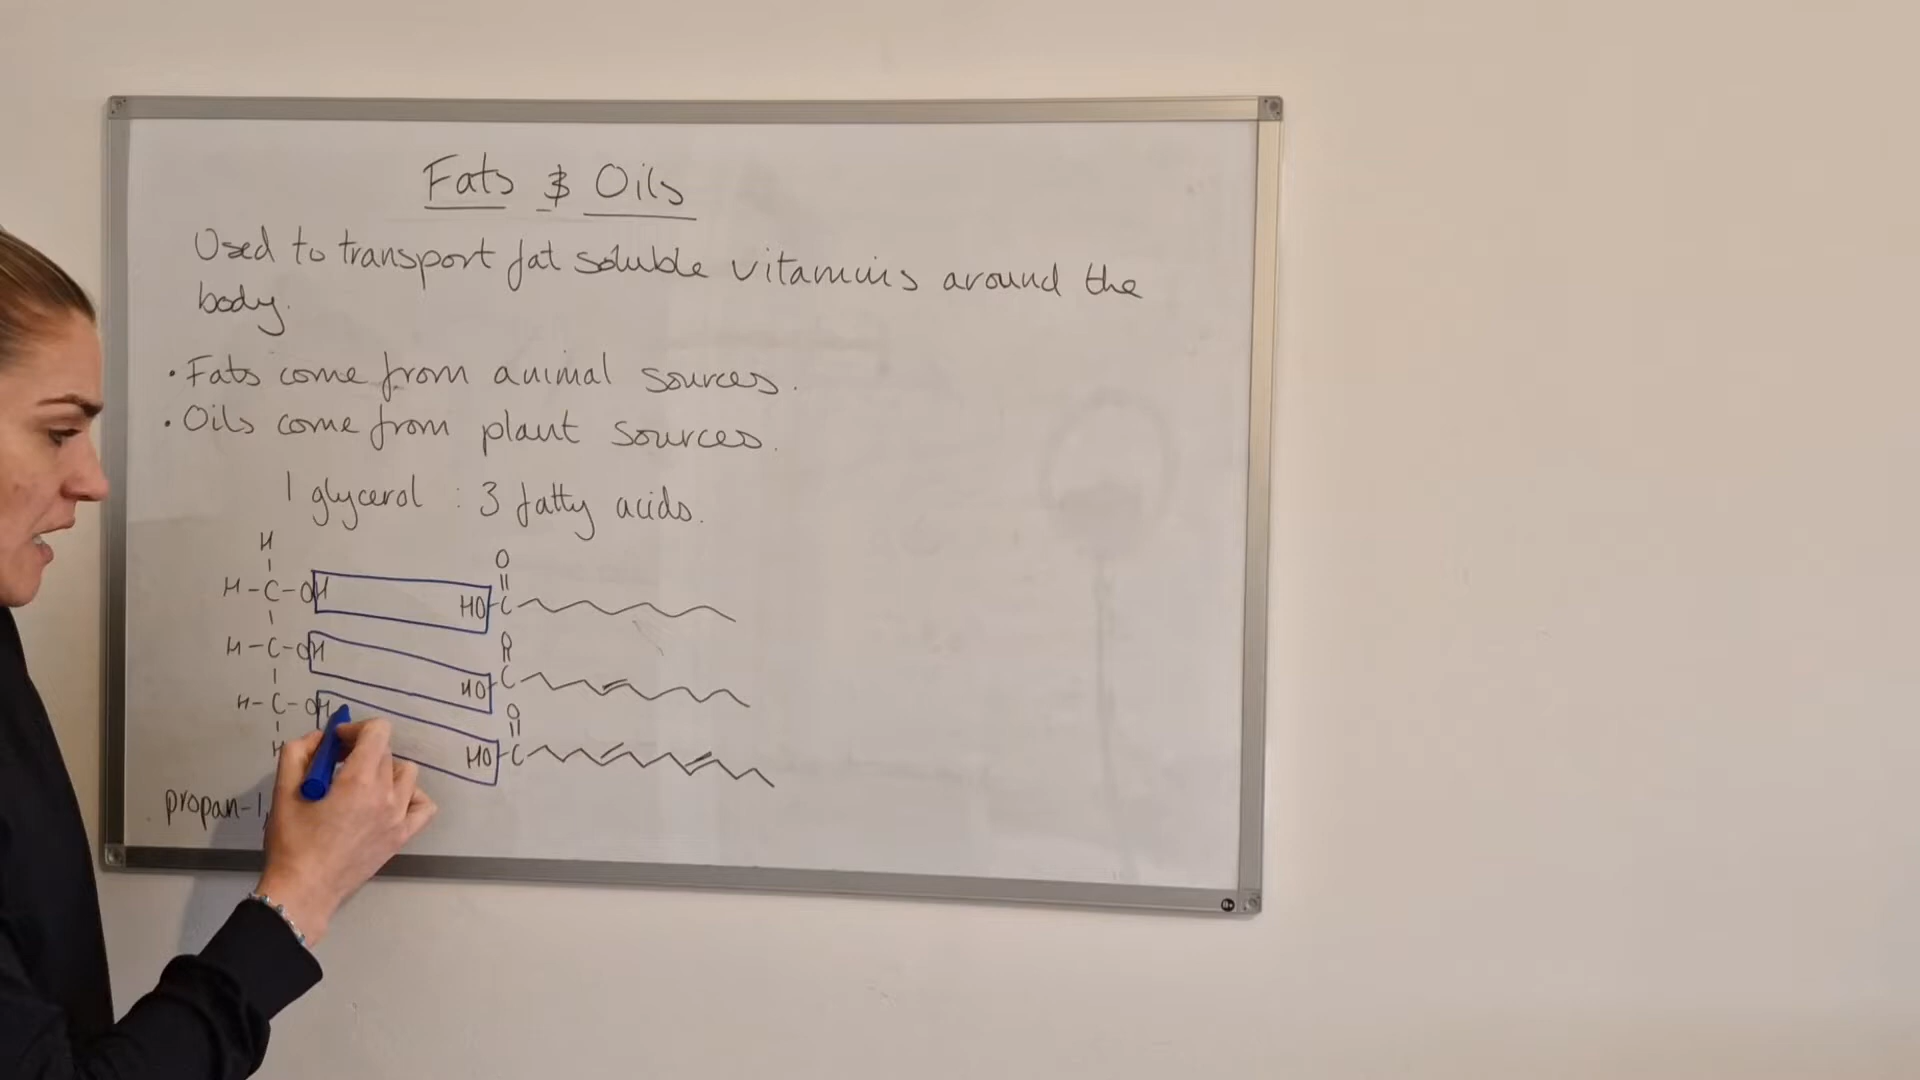 Fats & Oils
Used to transport fat soluble vitamins around the
body.
• Fats come from animal sources.
• Oils come from plant sources.
1 glycerol : 3 fatty acids.
H
O
H-C-OH
HO-C
H-C-OH
O
HO-C
H-C-OH
O
HO-C
H
propan-1,